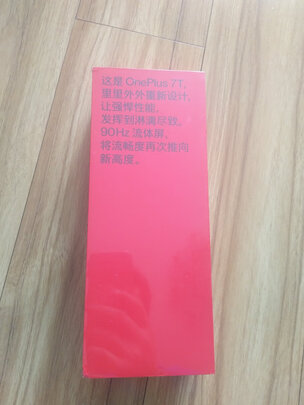 这是 OnePlus 7T,
里里外外重新设计,
让强悍性能,
发挥到淋漓尽致。
90Hz 流体屏、
将流畅度再次推向
新高度。